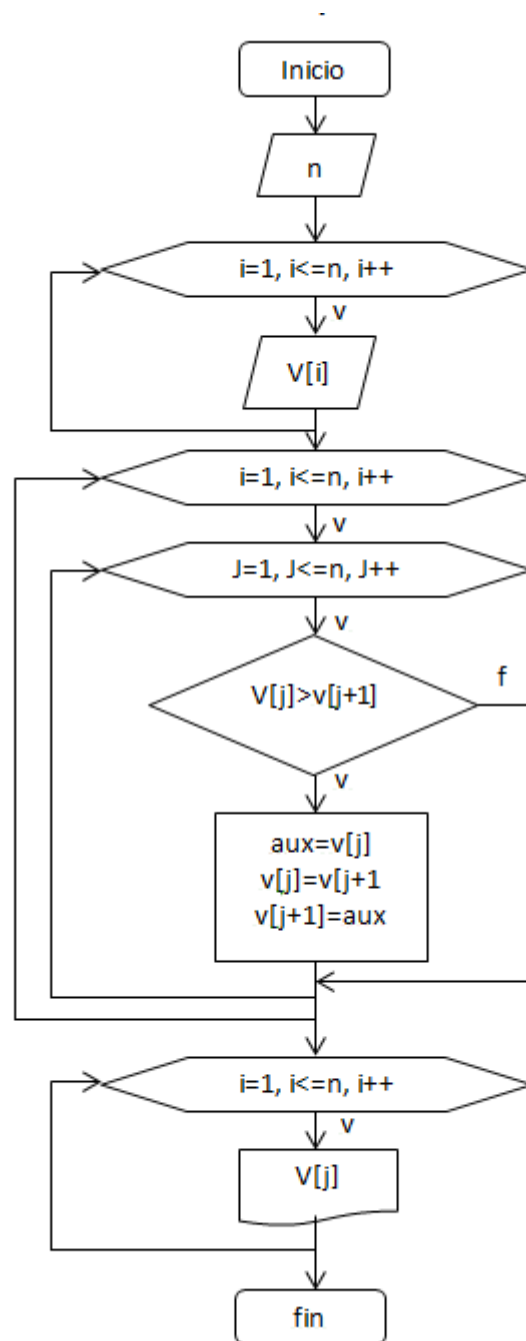 Inicio
n
i=1, i<=n, i++
v
V[i]
i=1, i<=n, i++
v
J=1, J<=n, J++
v
V[j]>v[j+1]
f
v
aux=v[j]
v[j]=v[j+1
v[j+1]=aux
i=1, i<=n, i++
v
V[j]
fin